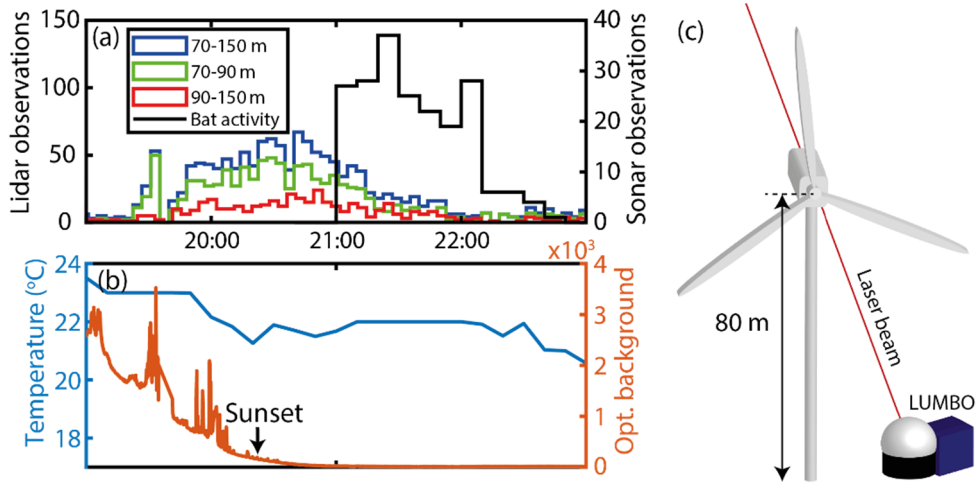 (a)
150
100
50
0
Lidar observations
70-150 m
70-90 m
90-150 m
Bat activity
40
30
20
10
0
Sonar observations
20:00
21:00
22:00
(b)
24
22
20
18
Temperature (ºC)
Sunset
x10³
4
3
2
1
0
Opt. background
(c)
80 m
Laser beam
LUMBO